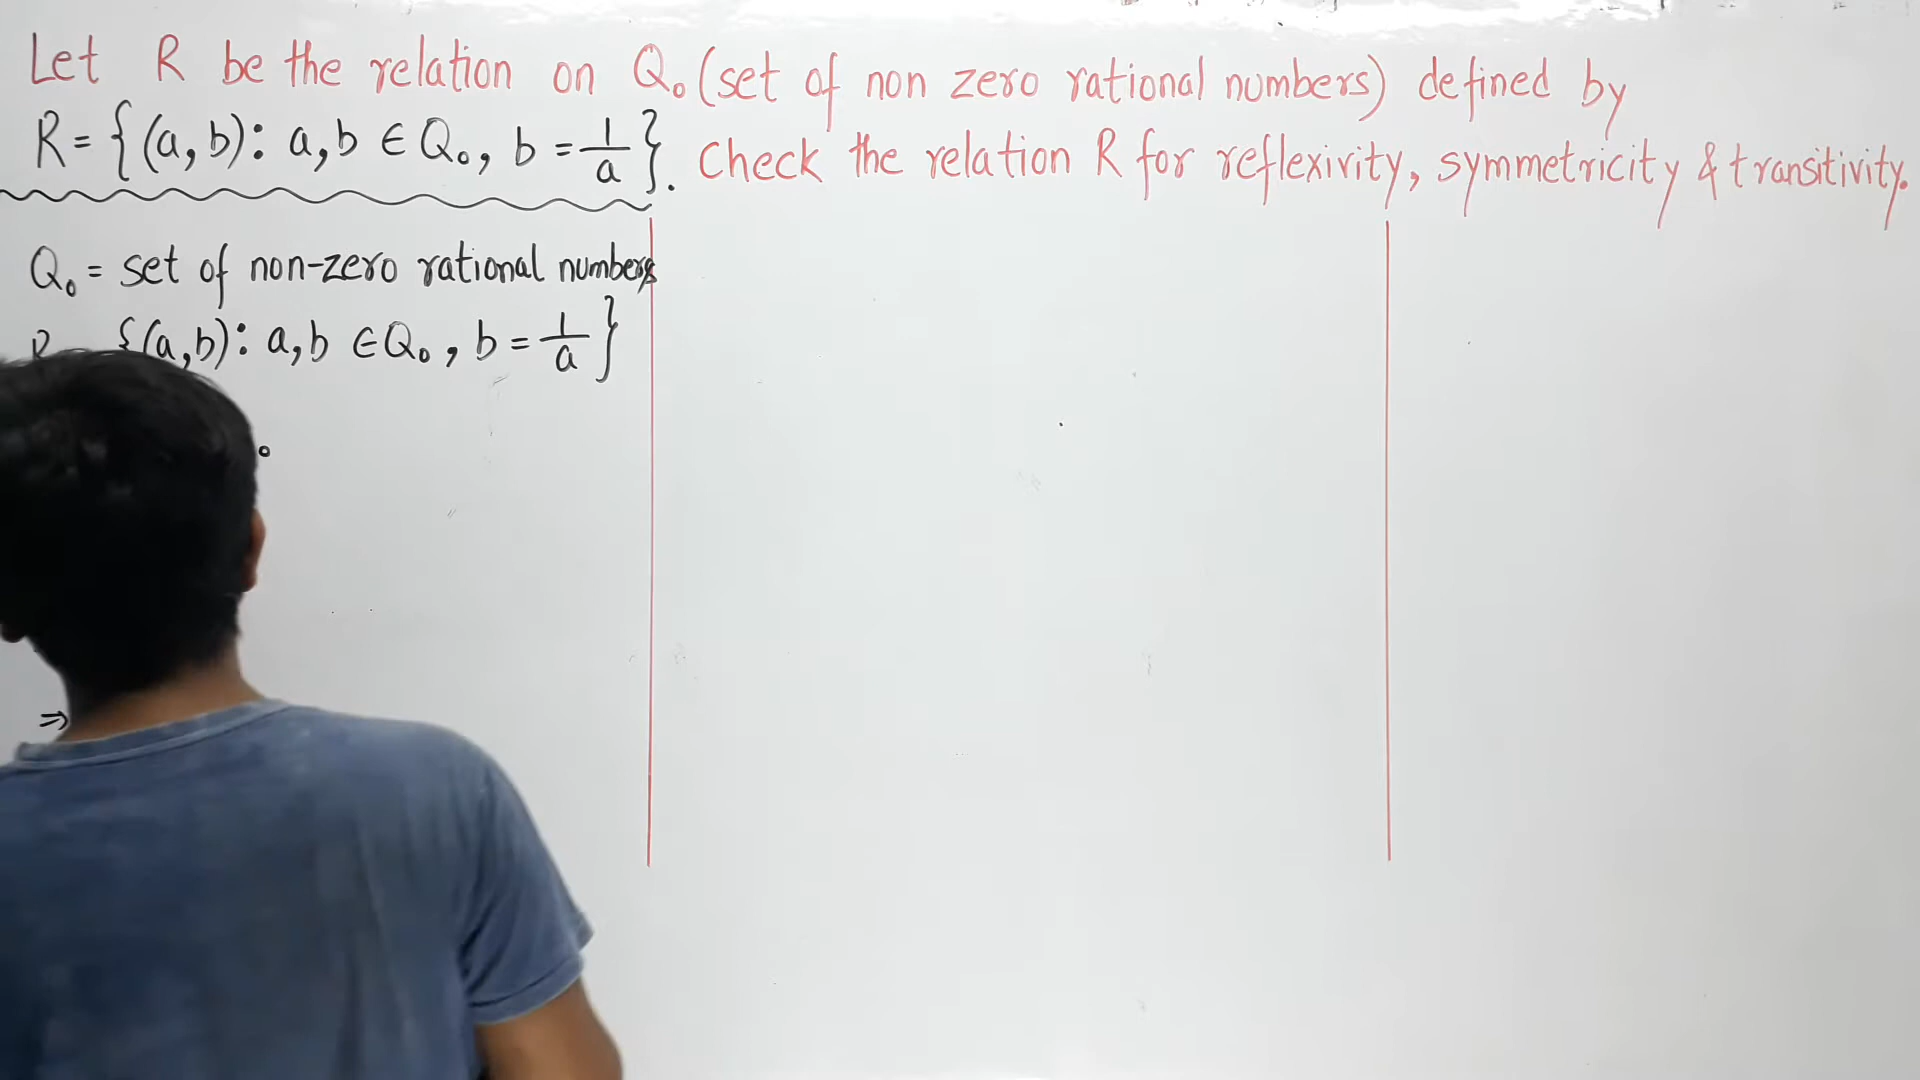 Let R be the relation on Q₀ (set of non zero rational numbers) defined by
R = {(a, b): a, b ∈ Q₀, b = 1/a}. Check the relation R for reflexivity, symmetricity & transitivity.
Q₀ = set of non-zero rational numbers
{(a, b): a, b ∈ Q₀, b = 1/a}
⇒